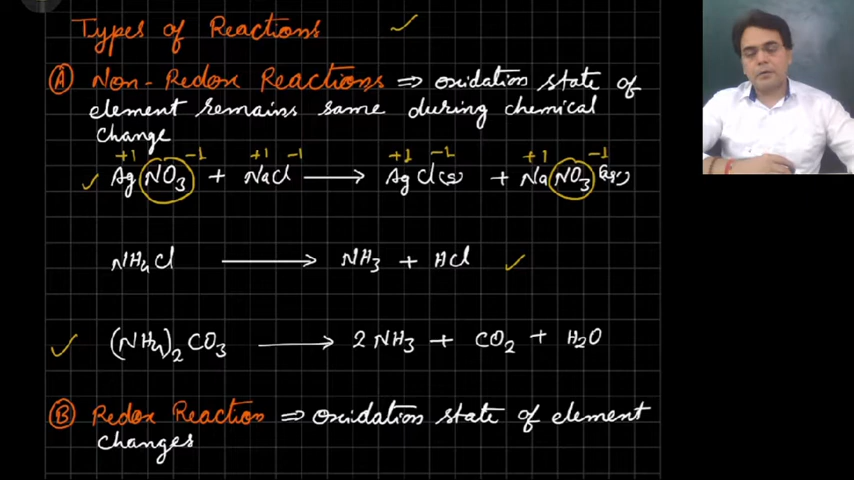 Types of Reactions ✓
Ⓐ Non-Redox Reactions ⇒ oxidation state of
element remains same during chemical
change
+1 -1 +1 -1 +1 -1 +1 -1
✓ AgNO3 + NaCl → AgCl(s) + NaNO3(aq)
NH4Cl → NH3 + HCl ✓
✓ (NH4)2CO3 → 2NH3 + CO2 + H2O
Ⓑ Redox Reaction ⇒ oxidation state of element
changes